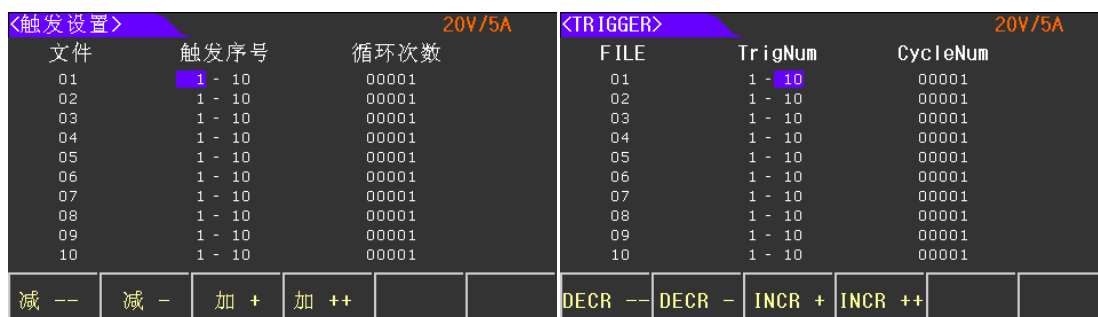 <触发设置> 20V/5A
文件 触发序号 循环次数
01 1 - 10 00001
02 1 - 10 00001
03 1 - 10 00001
04 1 - 10 00001
05 1 - 10 00001
06 1 - 10 00001
07 1 - 10 00001
08 1 - 10 00001
09 1 - 10 00001
10 1 - 10 00001
减 -- 减 - 加 + 加 ++
<TRIGGER> 20V/5A
FILE TrigNum CycleNum
01 1 - 10 00001
02 1 - 10 00001
03 1 - 10 00001
04 1 - 10 00001
05 1 - 10 00001
06 1 - 10 00001
07 1 - 10 00001
08 1 - 10 00001
09 1 - 10 00001
10 1 - 10 00001
DECR -- DECR - INCR + INCR ++